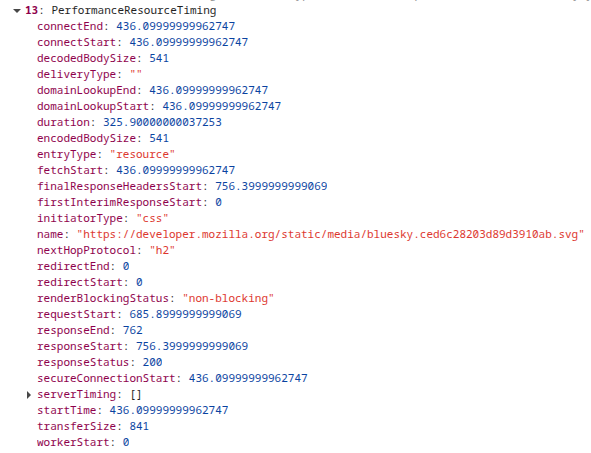 13: PerformanceResourceTiming
connectEnd: 436.09999999962747
connectStart: 436.09999999962747
decodedBodySize: 541
deliveryType: ""
domainLookupEnd: 436.09999999962747
domainLookupStart: 436.09999999962747
duration: 325.90000000037253
encodedBodySize: 541
entryType: "resource"
fetchStart: 436.09999999962747
finalResponseHeadersStart: 756.3999999999069
firstInterimResponseStart: 0
initiatorType: "css"
name: "https://developer.mozilla.org/static/media/bluesky.ced6c28203d89d3910ab.svg"
nextHopProtocol: "h2"
redirectEnd: 0
redirectStart: 0
renderBlockingStatus: "non-blocking"
requestStart: 685.8999999999069
responseEnd: 762
responseStart: 756.3999999999069
responseStatus: 200
secureConnectionStart: 436.09999999962747
serverTiming: []
startTime: 436.09999999962747
transferSize: 841
workerStart: 0